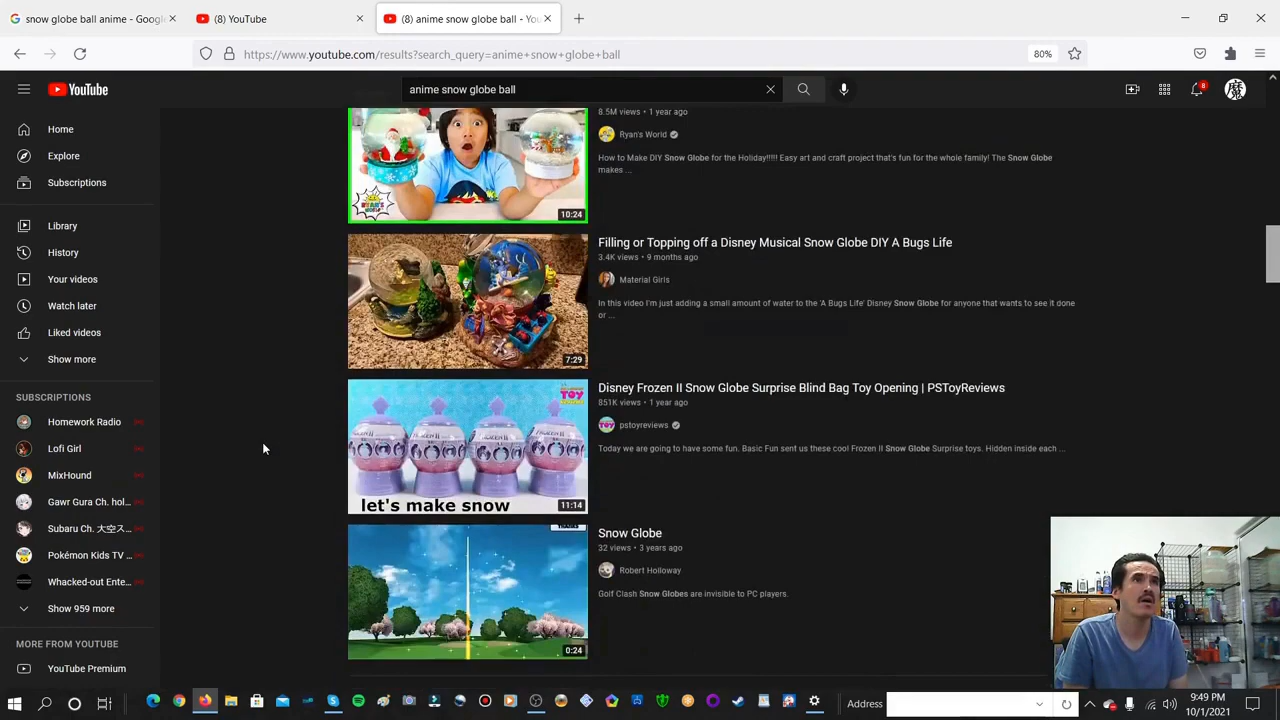 snow globe ball anime - Google
(8) YouTube
(8) anime snow globe ball - You
https://www.youtube.com/results?search_query=anime+snow+globe+ball
80%
YouTube
anime snow globe ball
8
魔
Home
Explore
Subscriptions
Library
History
Your videos
Watch later
Liked videos
Show more
SUBSCRIPTIONS
Homework Radio
Lofi Girl
MixHound
Gawr Gura Ch. hol...
Subaru Ch. 大空ス...
Pokémon Kids TV ...
Whacked-out Ente...
Show 959 more
MORE FROM YOUTUBE
YouTube Premium
8.5M views • 1 year ago
Ryan's World
How to Make DIY Snow Globe for the Holiday!!!!! Easy art and craft project that's fun for the whole family! The Snow Globe
makes ...
RYAN'S WORLD
10:24
Filling or Topping off a Disney Musical Snow Globe DIY A Bugs Life
3.4K views • 9 months ago
Material Girls
In this video I'm just adding a small amount of water to the 'A Bugs Life' Disney Snow Globe for anyone that wants to see it done
or ...
7:29
Disney Frozen II Snow Globe Surprise Blind Bag Toy Opening | PSToyReviews
851K views • 1 year ago
pstoyreviews
Today we are going to have some fun. Basic Fun sent us these cool Frozen II Snow Globe Surprise toys. Hidden inside each ...
TOY
let's make snow
11:14
Snow Globe
32 views • 3 years ago
Robert Holloway
Golf Clash Snow Globes are invisible to PC players.
THANKS
0:24
Address
9:49 PM
10/1/2021